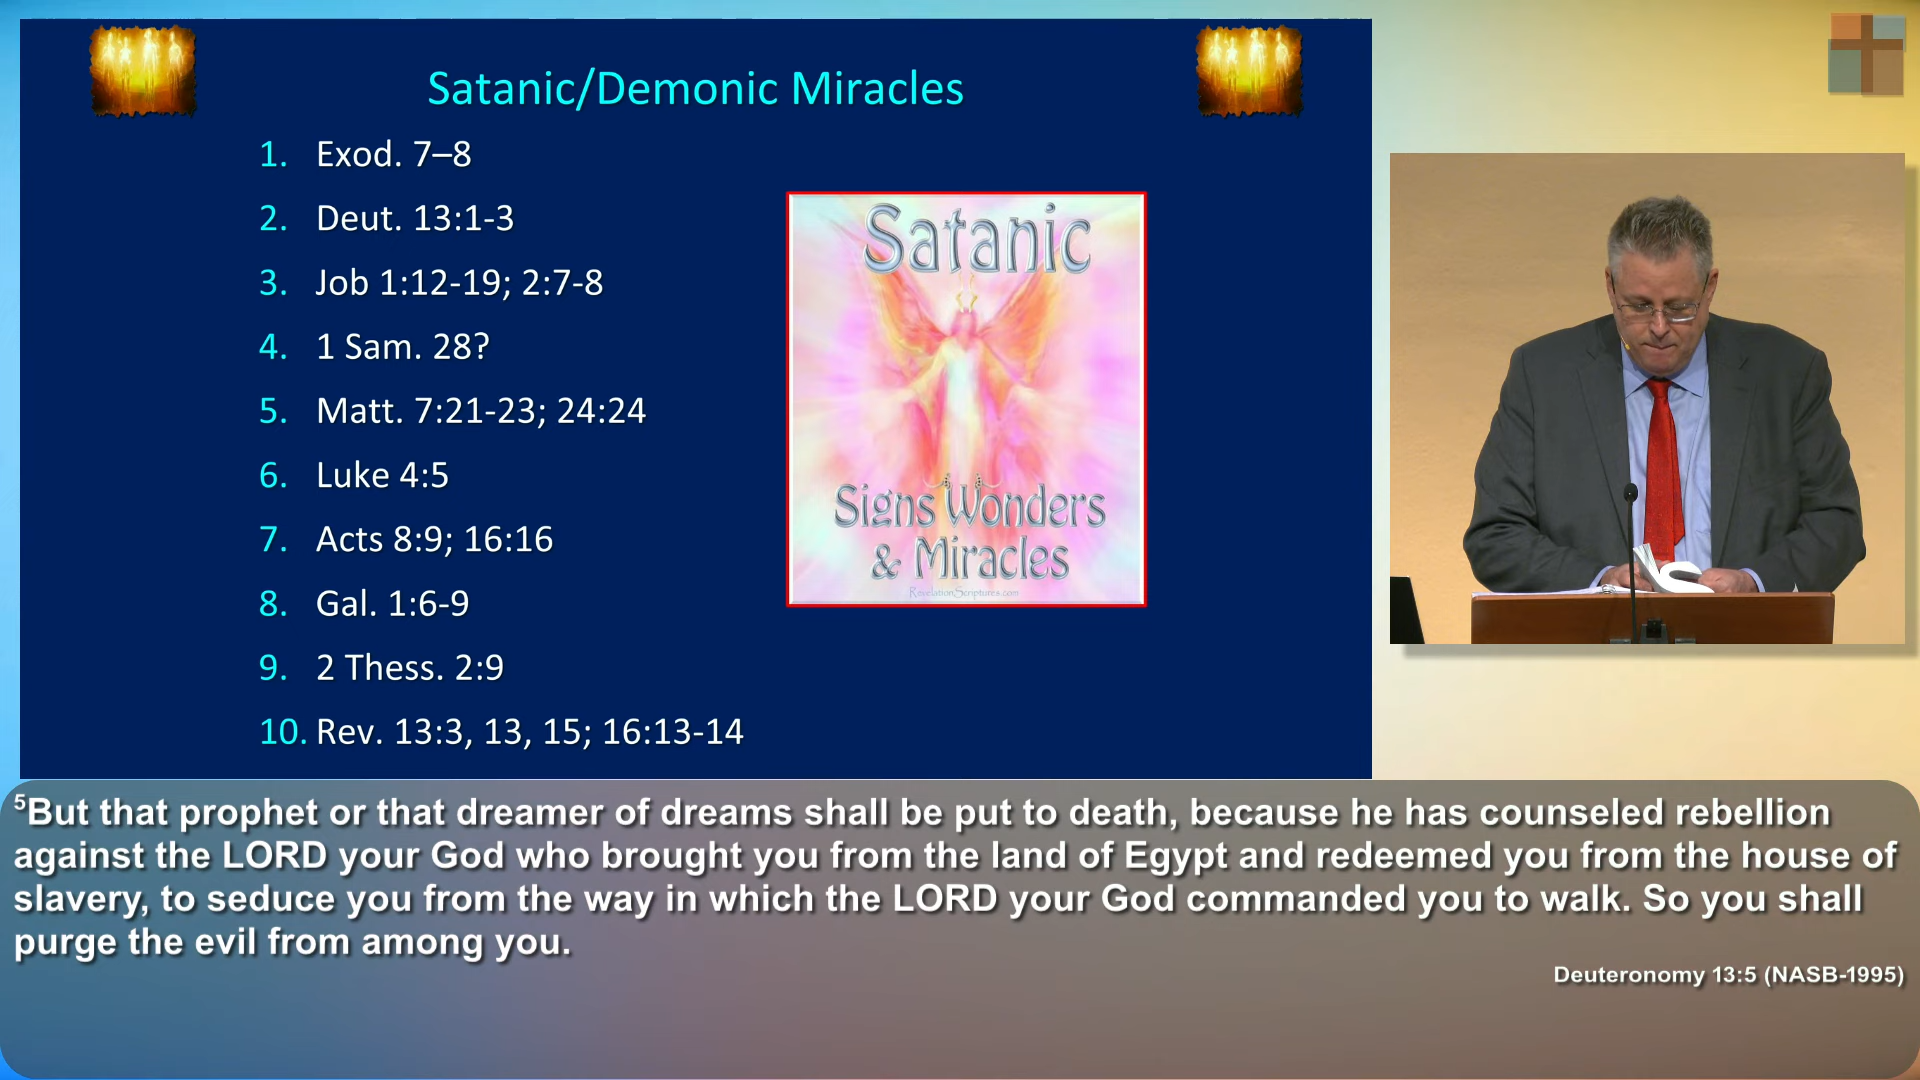 Satanic/Demonic Miracles
1. Exod. 7–8
2. Deut. 13:1-3
3. Job 1:12-19; 2:7-8
4. 1 Sam. 28?
5. Matt. 7:21-23; 24:24
6. Luke 4:5
7. Acts 8:9; 16:16
8. Gal. 1:6-9
9. 2 Thess. 2:9
10. Rev. 13:3, 13, 15; 16:13-14
Satanic
Signs Wonders
& Miracles
RevelationScriptures.com
5But that prophet or that dreamer of dreams shall be put to death, because he has counseled rebellion
against the LORD your God who brought you from the land of Egypt and redeemed you from the house of
slavery, to seduce you from the way in which the LORD your God commanded you to walk. So you shall
purge the evil from among you.
Deuteronomy 13:5 (NASB-1995)